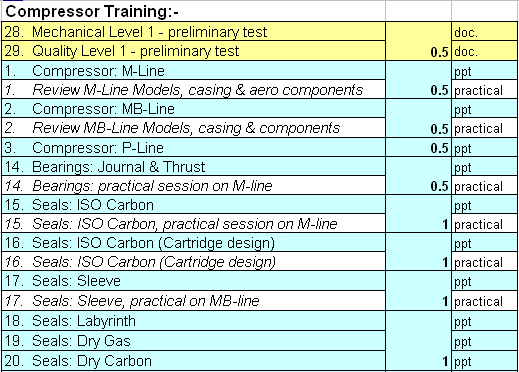 Compressor Training:-
28. Mechanical Level 1 - preliminary test doc.
29. Quality Level 1 - preliminary test 0.5 doc.
1. Compressor: M-Line ppt
1. Review M-Line Models, casing & aero components 0.5 practical
2. Compressor: MB-Line ppt
2. Review MB-Line Models, casing & components 0.5 practical
3. Compressor: P-Line 0.5 ppt
14. Bearings: Journal & Thrust ppt
14. Bearings: practical session on M-line 0.5 practical
15. Seals: ISO Carbon ppt
15. Seals: ISO Carbon, practical session on M-line 1 practical
16. Seals: ISO Carbon (Cartridge design) ppt
16. Seals: ISO Carbon (Cartridge design) 1 practical
17. Seals: Sleeve ppt
17. Seals: Sleeve, practical on MB-line 1 practical
18. Seals: Labyrinth ppt
19. Seals: Dry Gas ppt
20. Seals: Dry Carbon 1 ppt